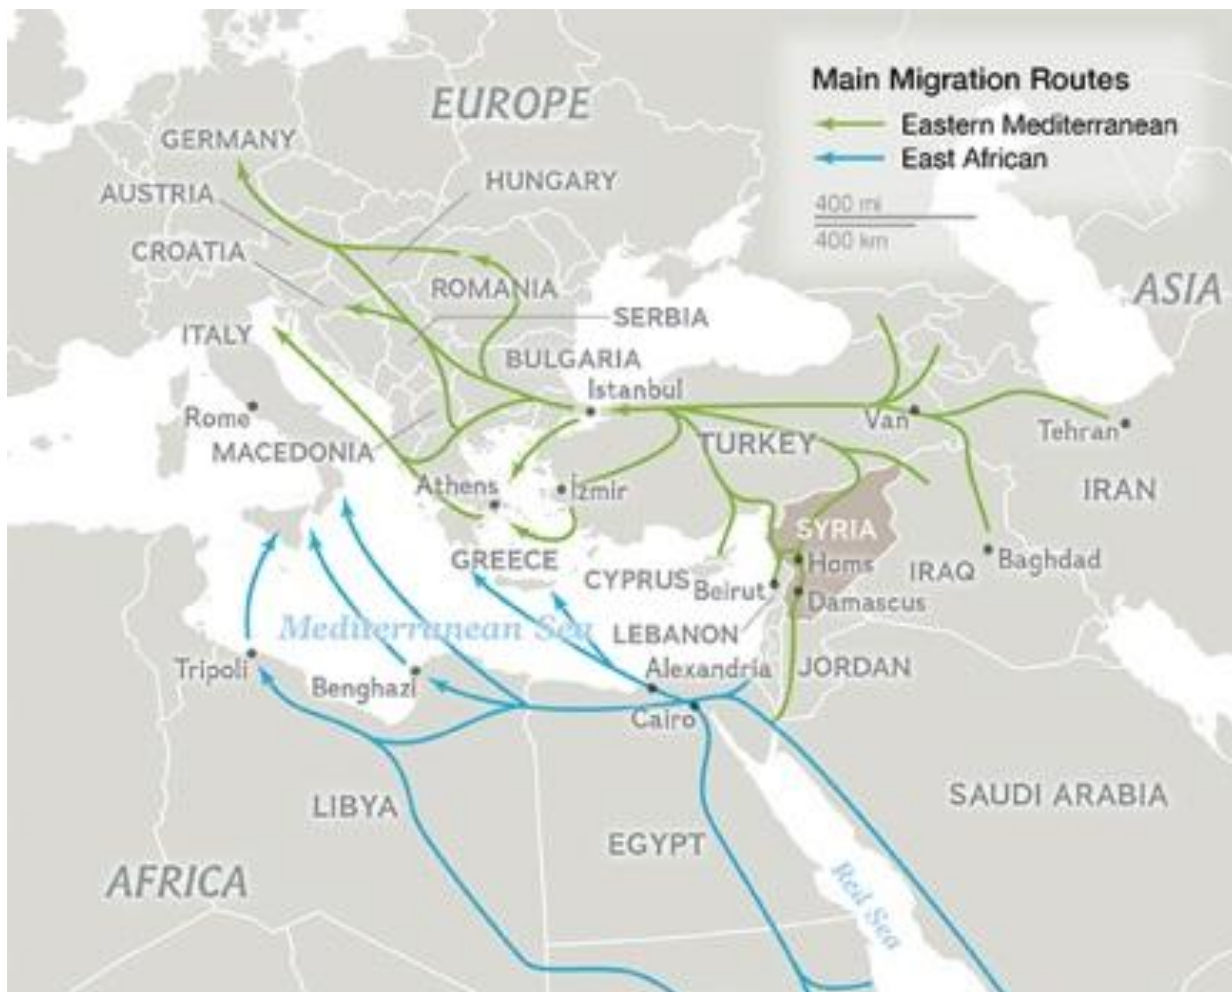 Main Migration Routes
Eastern Mediterranean
East African
400 mi
400 km
EUROPE
GERMANY
AUSTRIA
HUNGARY
CROATIA
ROMANIA
ASIA
SERBIA
ITALY
BULGARIA
Istanbul
Rome
Van
Tehran
MACEDONIA
TURKEY
Athens
İzmir
IRAN
SYRIA
GREECE
CYPRUS
Homs
IRAQ
Baghdad
Beirut
Damascus
Mediterranean Sea
LEBANON
Tripoli
Benghazi
Alexandria
JORDAN
Cairo
LIBYA
SAUDI ARABIA
EGYPT
AFRICA
Red Sea